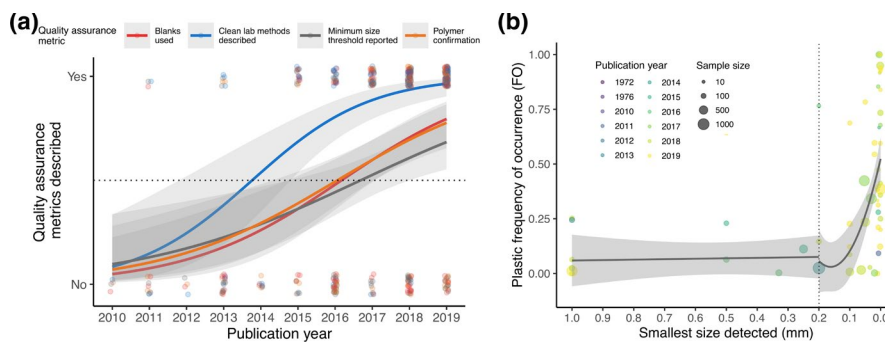 (a)
Quality assurance
metric
Blanks
used
Clean lab methods
described
Minimum size
threshold reported
Polymer
confirmation
Quality assurance
metrics described
Yes
No
2010 2011 2012 2013 2014 2015 2016 2017 2018 2019
Publication year
(b)
Plastic frequency of occurrence (FO)
1.00
0.75
0.50
0.25
0.00
Publication year
1972 2014
1976 2015
2010 2016
2011 2017
2012 2018
2013 2019
Sample size
10
100
500
1000
1.0 0.9 0.8 0.7 0.6 0.5 0.4 0.3 0.2 0.1 0.0
Smallest size detected (mm)